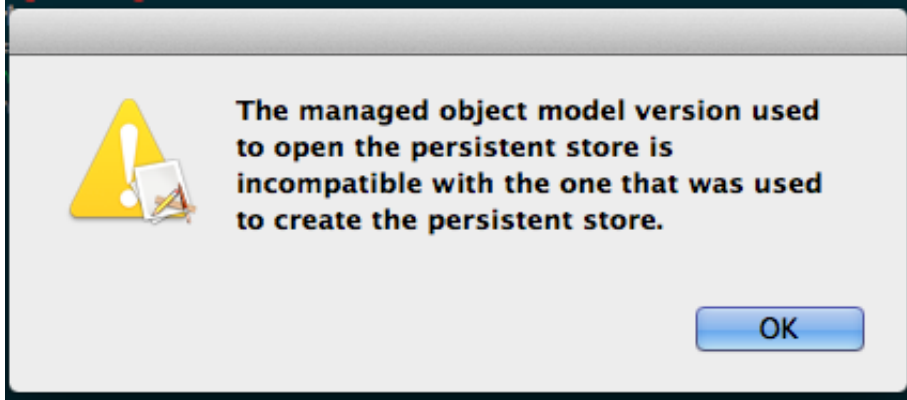 The managed object model version used
to open the persistent store is
incompatible with the one that was used
to create the persistent store.
OK